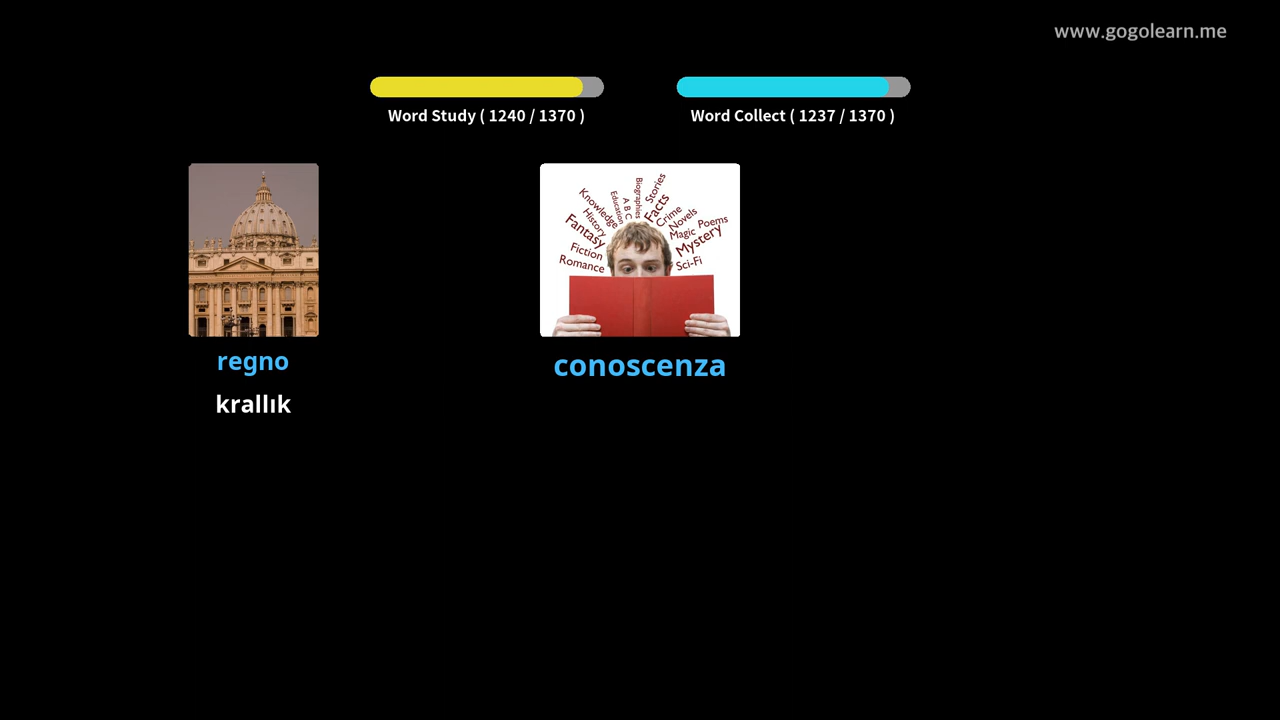 www.gogolearn.me
Word Study ( 1240 / 1370 )
Word Collect ( 1237 / 1370 )
Knowledge
History
Fantasy
Fiction
Romance
Education
A B C
Biographies
Stories
Facts
Crime
Novels
Magic
Poems
Mystery
Sci-Fi
regno
krallık
conoscenza